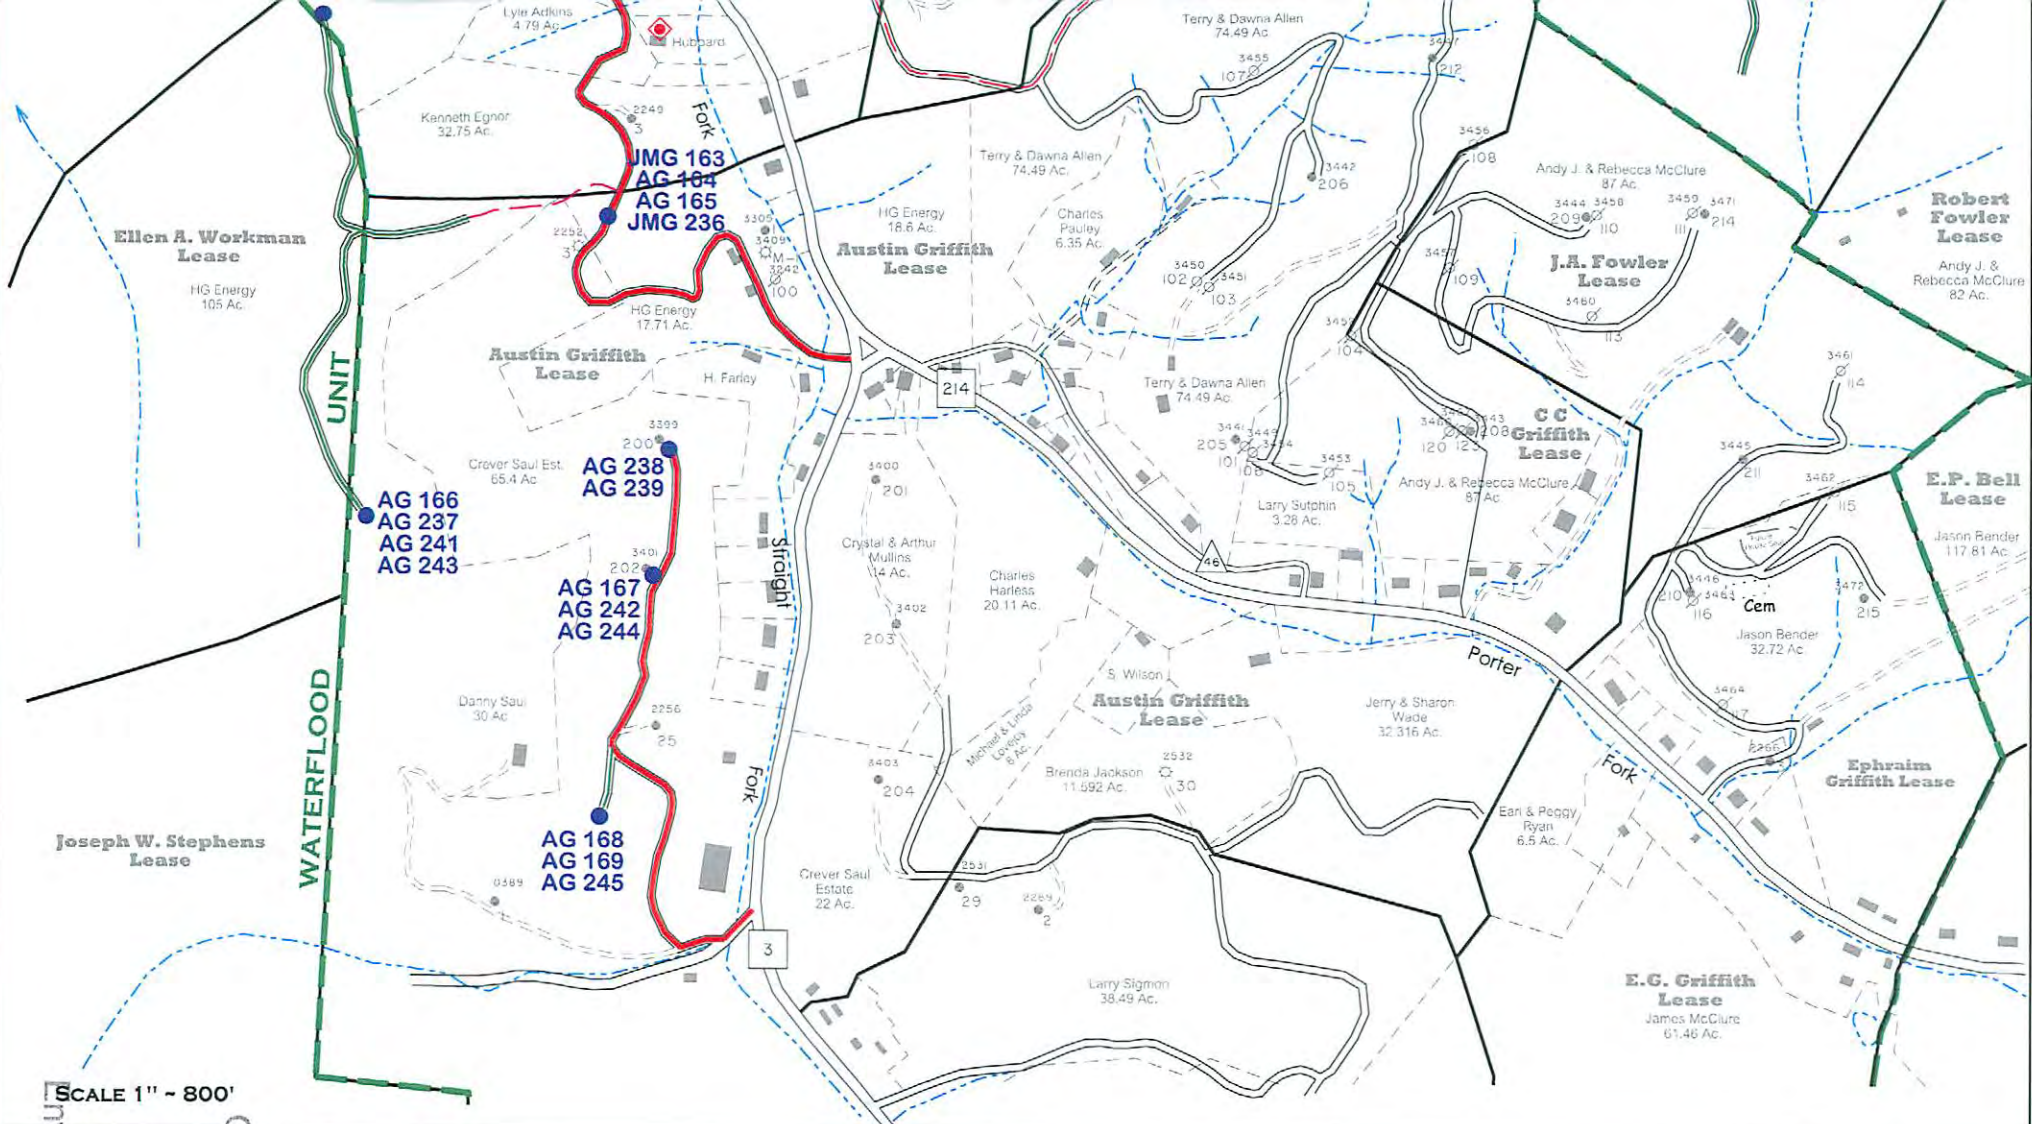 Lyle Adkins
4.79 Ac.
Hubbard
Terry & Dawna Allen
74.49 Ac.
3455
107
3447
212
Kenneth Egnor
32.75 Ac.
2249
3
Fork
JMG 163
AG 164
AG 165
JMG 236
2252
3
3305
3409
M-1
3242
100
HG Energy
18.6 Ac.
Austin Griffith
Lease
Terry & Dawna Allen
74.49 Ac.
Charles
Pauley
6.35 Ac.
3442
206
3456
108
Andy J. & Rebecca McClure
87 Ac.
3444
3458
209
110
3459
3471
111
214
Robert
Fowler
Lease
Andy J. &
Rebecca McClure
82 Ac.
Ellen A. Workman
Lease
HG Energy
105 Ac.
3450
102
3451
103
3457
109
J.A. Fowler
Lease
3460
113
HG Energy
17.71 Ac.
Austin Griffith
Lease
H. Farley
UNIT
214
104
Terry & Dawna Allen
74.49 Ac.
3461
114
3399
200
AG 238
AG 239
Crever Saul Est.
65.4 Ac.
3400
201
3441
205
3449
101
3453
105
120
208
C C
Griffith
Lease
3445
211
3462
115
E.P. Bell
Lease
Jason Bender
117.81 Ac.
AG 166
AG 237
AG 241
AG 243
Andy J. & Rebecca McClure
87 Ac.
Larry Sutphin
3.28 Ac.
46
3401
202
AG 167
AG 242
AG 244
Straight
Crystal & Arthur
Mullins
14 Ac.
Charles
Harless
20.11 Ac.
3402
203
3446
210
3463
116
Cem
3472
215
Jason Bender
32.72 Ac
Porter
S. Wilson
Austin Griffith
Lease
Danny Saul
30 Ac
2256
25
Michael & Linda
Lovejoy
8 Ac.
Jerry & Sharon
Wade
32.316 Ac.
3464
117
Fork
WATERFLOOD
Fork
3403
204
Brenda Jackson
11.592 Ac.
2532
30
Ephraim
Griffith Lease
Earl & Peggy
Ryan
6.5 Ac.
Joseph W. Stephens
Lease
AG 168
AG 169
AG 245
0389
Crever Saul
Estate
22 Ac.
2531
29
2269
2
3
Larry Sigmon
38.49 Ac.
E.G. Griffith
Lease
James McClure
61.46 Ac.
SCALE 1" ~ 800'